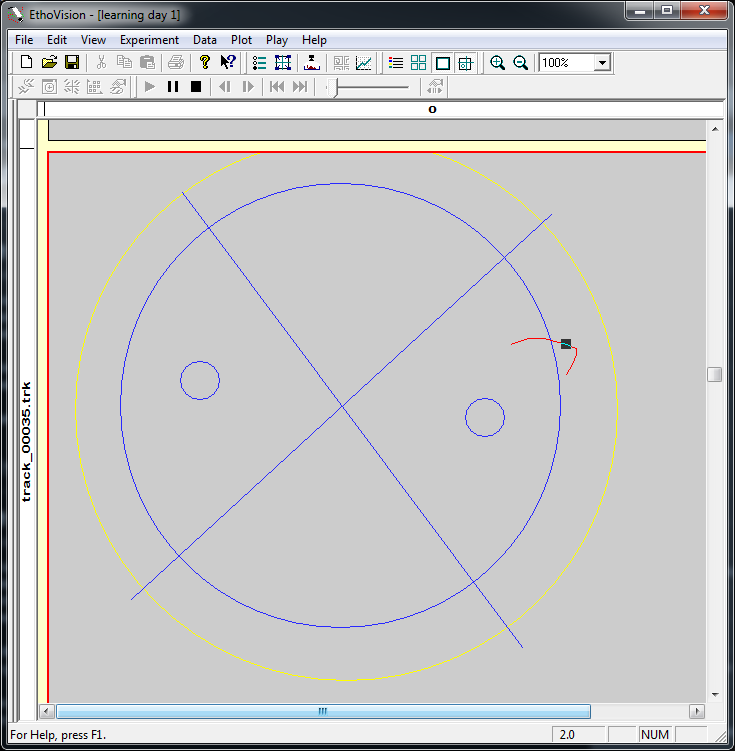 EthoVision - [learning day 1]
File Edit View Experiment Data Plot Play Help
100%
0
track_00035.trk
For Help, press F1.
2.0
NUM